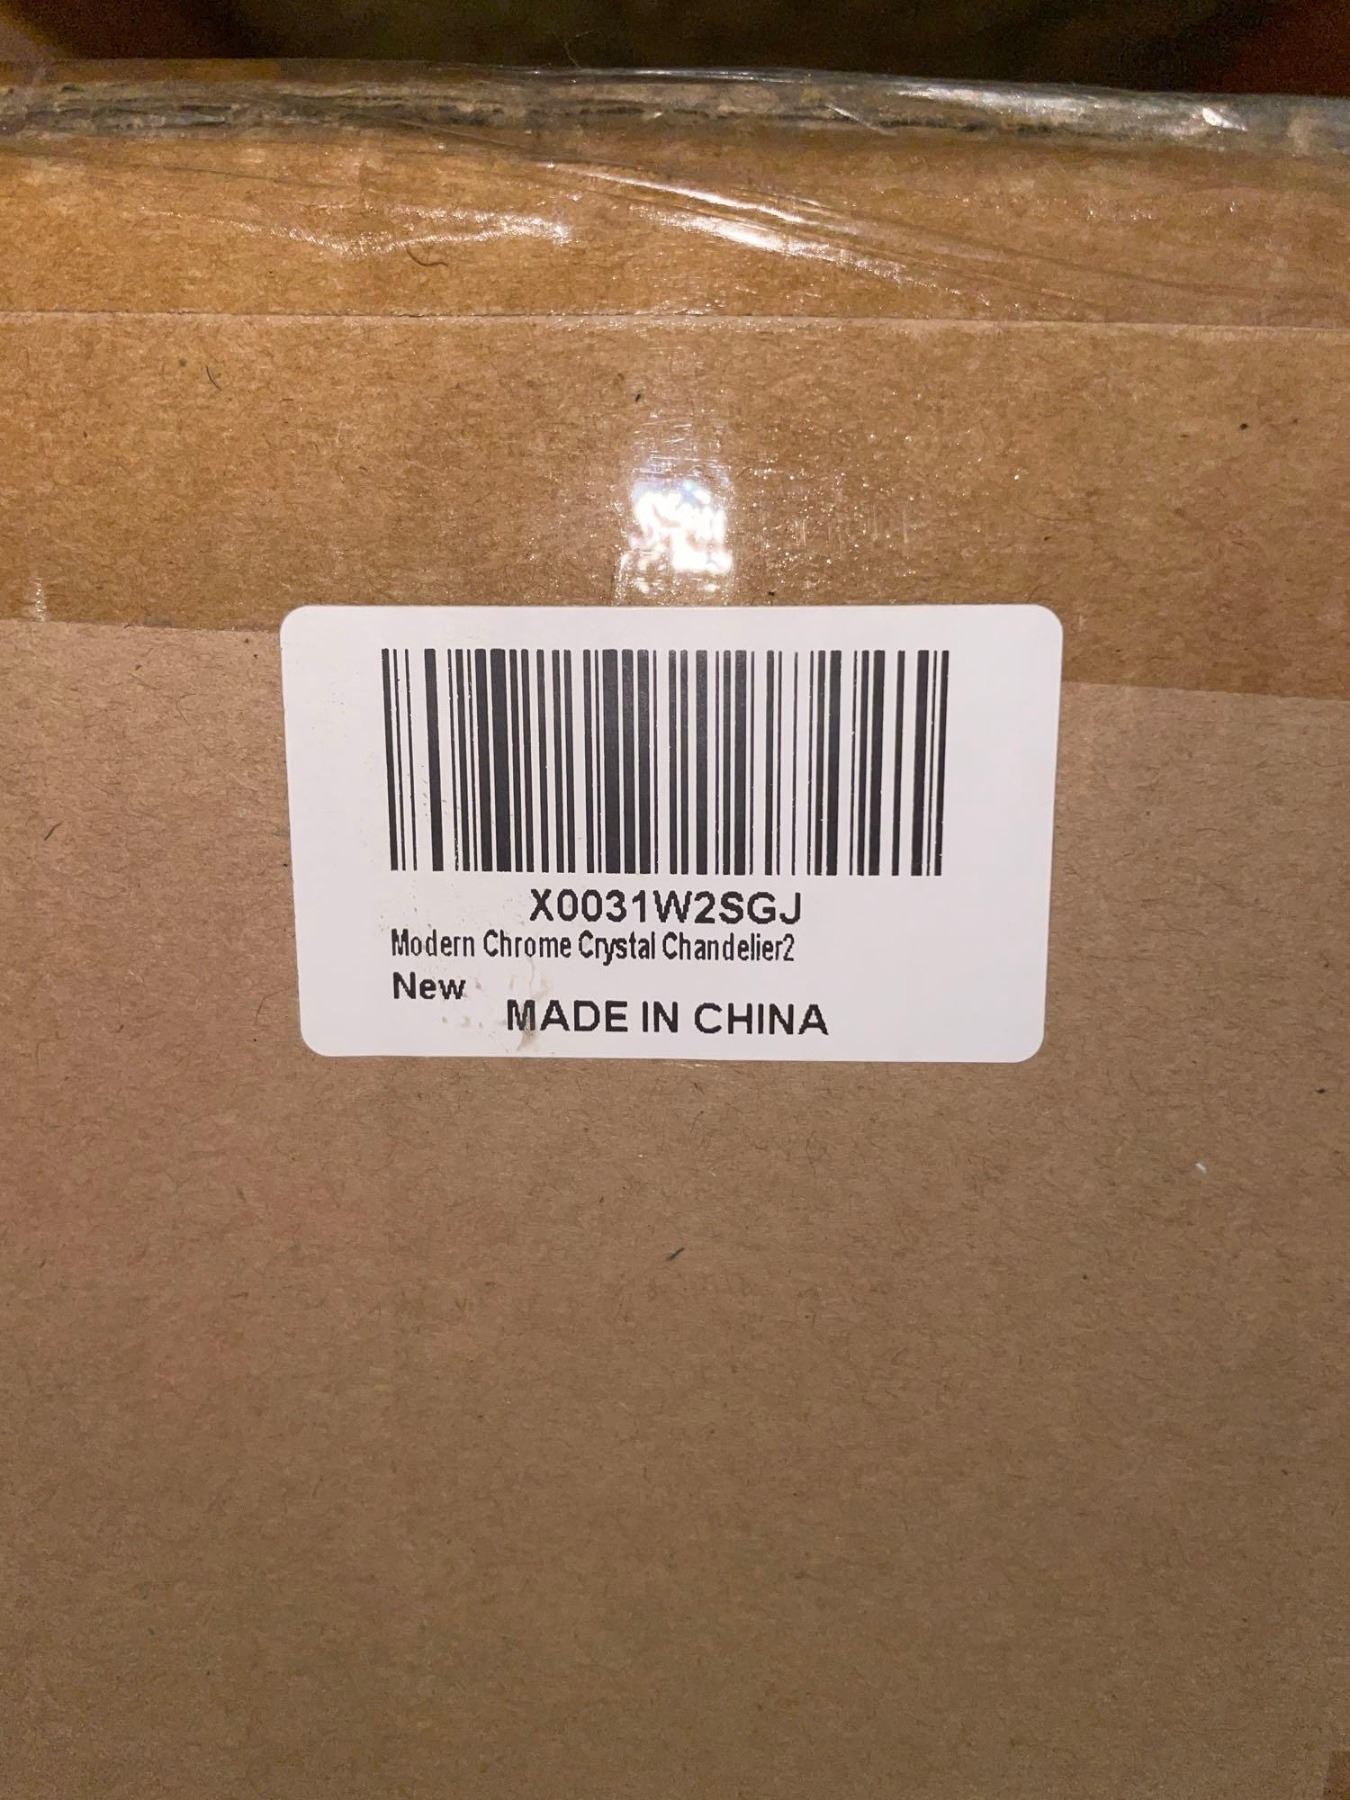 X0031W2SGJ
Modern Chrome Crystal Chandelier2
New
MADE IN CHINA